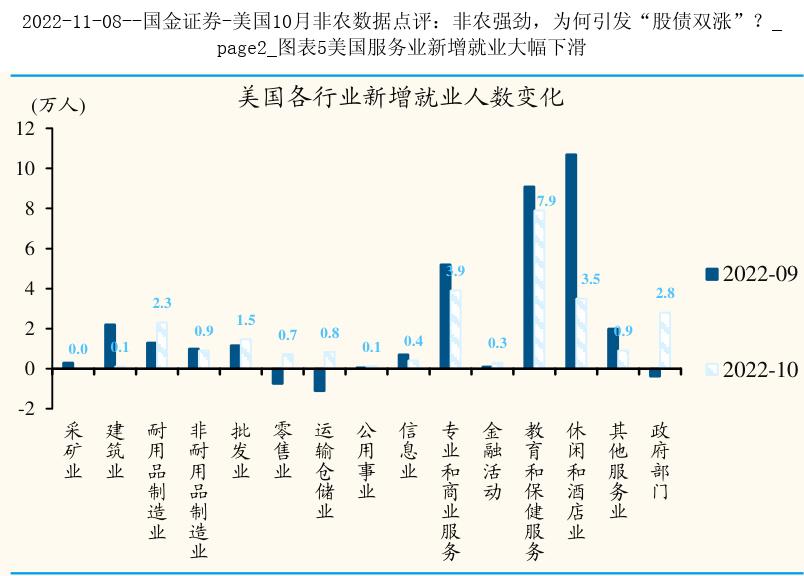 2022-11-08--国金证券-美国10月非农数据点评：非农强劲，为何引发“股债双涨”？_
page2_图表5美国服务业新增就业大幅下滑
美国各行业新增就业人数变化
(万人)
12
10
8
6
4
2
0
-2
0.0
0.1
2.3
0.9
1.5
0.7
0.8
0.1
0.4
3.9
0.3
7.9
3.5
0.9
2.8
2022-09
2022-10
采矿业
建筑业
耐用品制造业
非耐用品制造业
批发业
零售业
运输仓储业
公用事业
信息业
专业和商业服务
金融活动
教育和保健服务
休闲和酒店业
其他服务业
政府部门